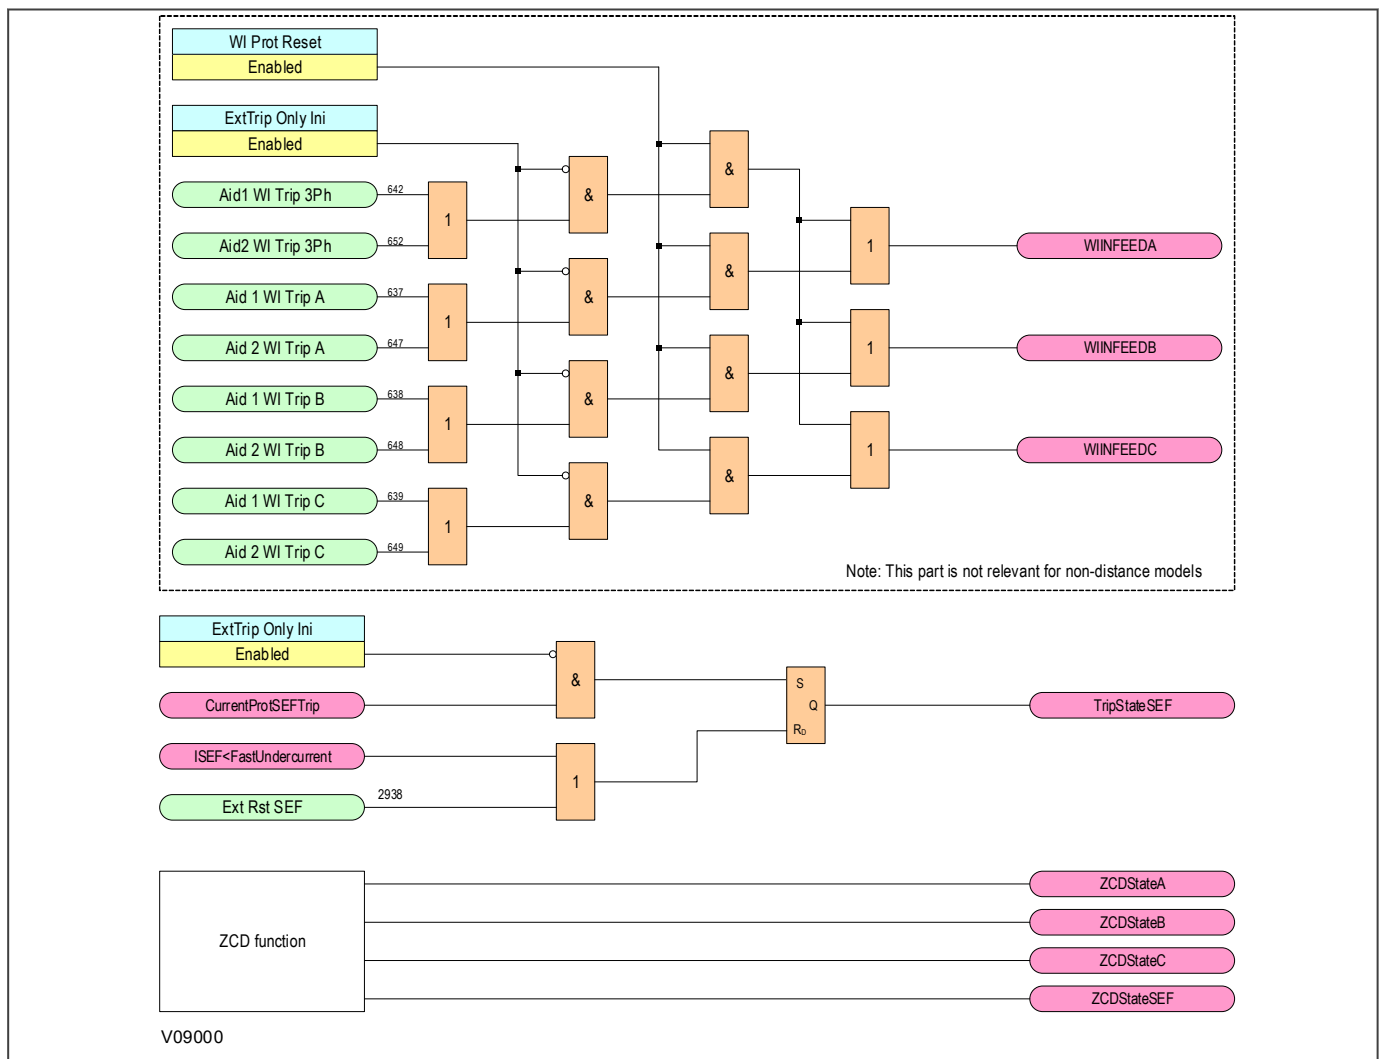 WI Prot Reset
Enabled
ExtTrip Only Ini
Enabled
&
&
Aid1 WI Trip 3Ph
642
1
Aid2 WI Trip 3Ph
652
1
WIINFEEDA
&
&
Aid 1 WI Trip A
637
1
Aid 2 WI Trip A
647
1
WIINFEEDB
&
&
Aid 1 WI Trip B
638
1
Aid 2 WI Trip B
648
1
WIINFEEDC
&
&
Aid 1 WI Trip C
639
1
Aid 2 WI Trip C
649
Note: This part is not relevant for non-distance models
ExtTrip Only Ini
Enabled
&
S
CurrentProtSEFTrip
Q
TripStateSEF
RD
ISEF<FastUndercurrent
1
Ext Rst SEF
2938
ZCD function
ZCDStateA
ZCDStateB
ZCDStateC
ZCDStateSEF
V09000